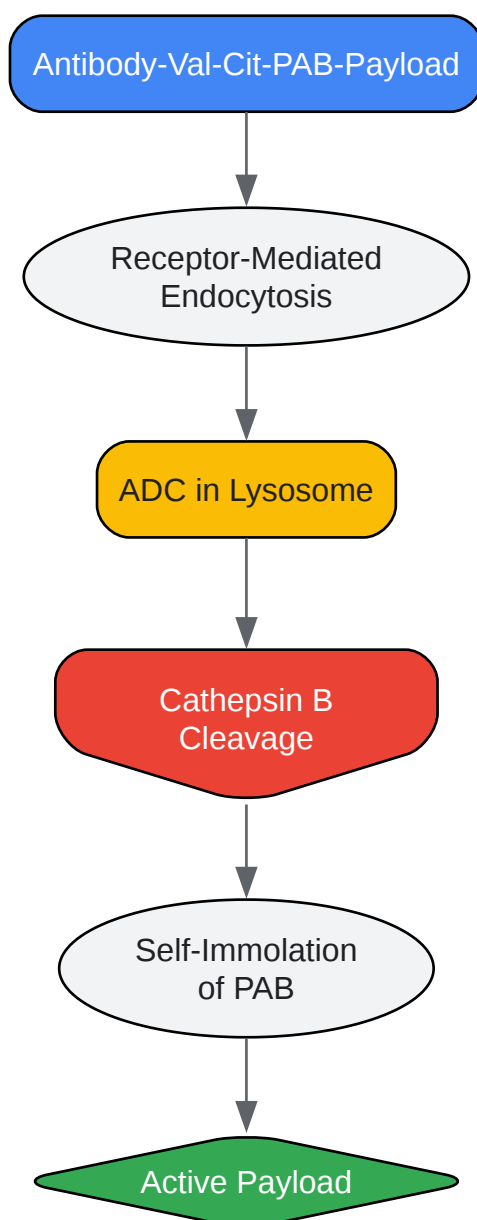 Antibody-Val-Cit-PAB-Payload
Receptor-Mediated
Endocytosis
ADC in Lysosome
Cathepsin B
Cleavage
Self-Immolation
of PAB
Active Payload